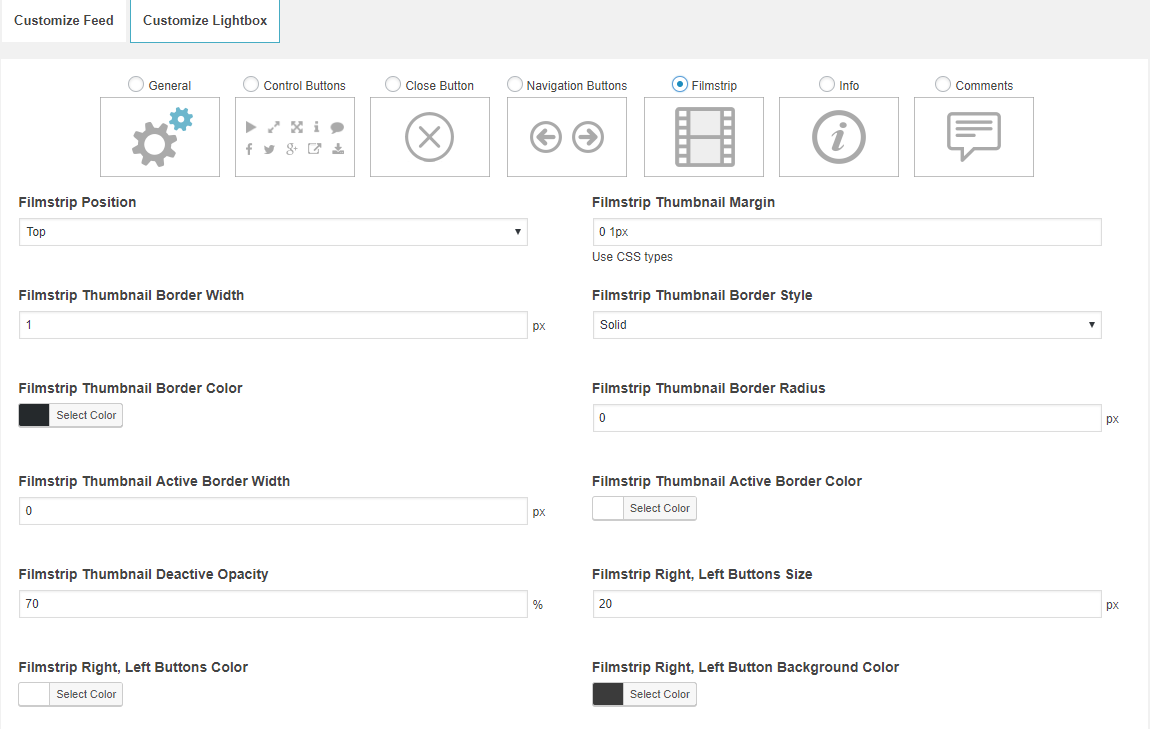 Customize Feed
Customize Lightbox
General
Control Buttons
Close Button
Navigation Buttons
Filmstrip
Info
Comments
Filmstrip Position
Top
Filmstrip Thumbnail Margin
0 1px
Use CSS types
Filmstrip Thumbnail Border Width
1 px
Filmstrip Thumbnail Border Style
Solid
Filmstrip Thumbnail Border Color
Select Color
Filmstrip Thumbnail Border Radius
0 px
Filmstrip Thumbnail Active Border Width
0 px
Filmstrip Thumbnail Active Border Color
Select Color
Filmstrip Thumbnail Deactive Opacity
70 %
Filmstrip Right, Left Buttons Size
20 px
Filmstrip Right, Left Buttons Color
Select Color
Filmstrip Right, Left Button Background Color
Select Color